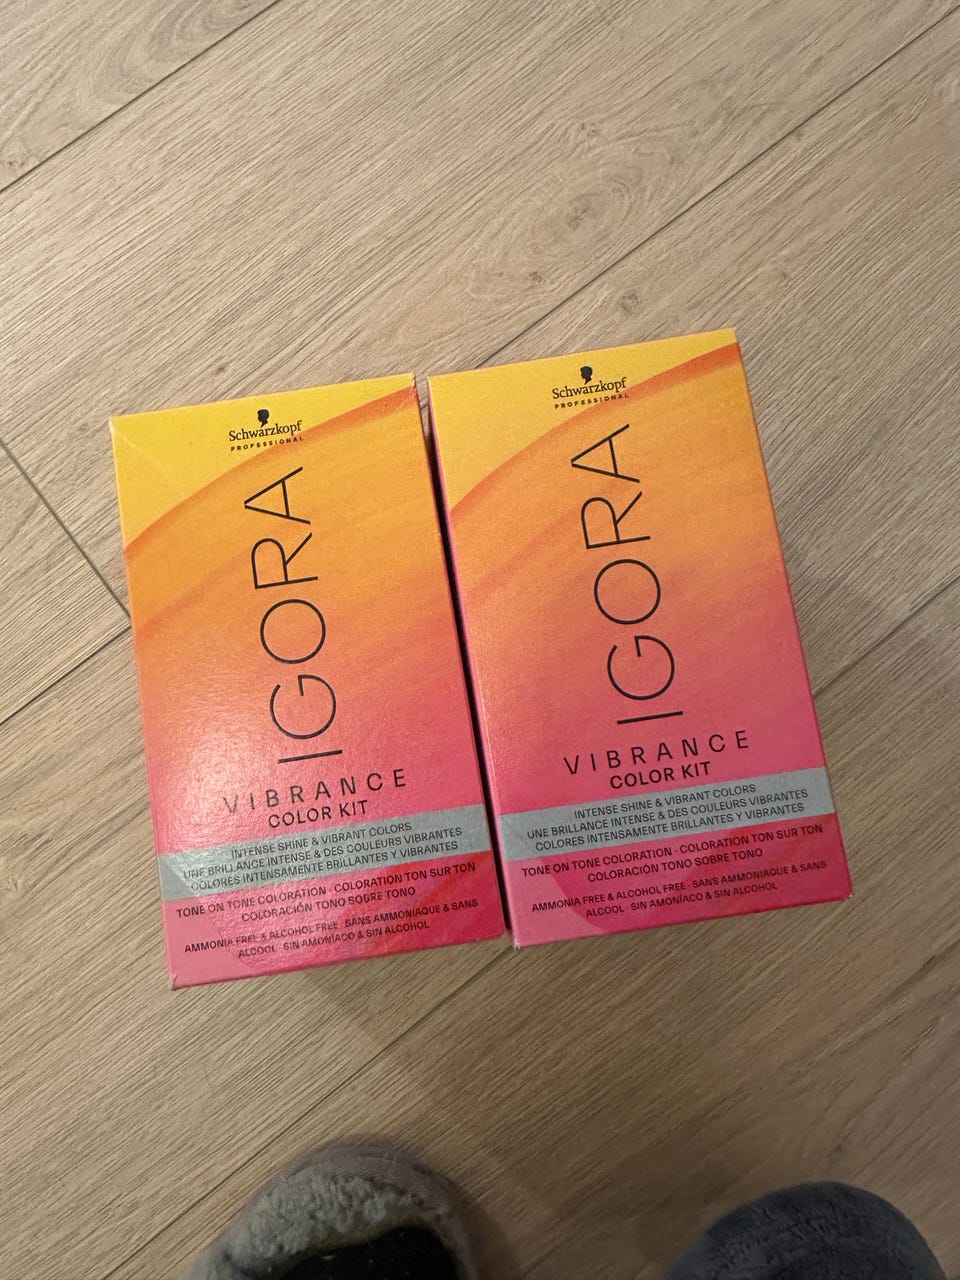 Schwarzkopf
PROFESSIONAL
IGORA
VIBRANCE
COLOR KIT
INTENSE SHINE & VIBRANT COLORS
UNE BRILLANCE INTENSE & DES COULEURS VIBRANTES
COLORES INTENSAMENTE BRILLANTES Y VIBRANTES
TONE ON TONE COLORATION · COLORATION TON SUR TON
COLORACIÓN TONO SOBRE TONO
AMMONIA FREE & ALCOHOL FREE · SANS AMMONIAQUE & SANS
ALCOOL · SIN AMONÍACO & SIN ALCOHOL
Schwarzkopf
PROFESSIONAL
IGORA
VIBRANCE
COLOR KIT
INTENSE SHINE & VIBRANT COLORS
UNE BRILLANCE INTENSE & DES COULEURS VIBRANTES
COLORES INTENSAMENTE BRILLANTES Y VIBRANTES
TONE ON TONE COLORATION · COLORATION TON SUR TON
COLORACIÓN TONO SOBRE TONO
AMMONIA FREE & ALCOHOL FREE · SANS AMMONIAQUE & SANS
ALCOOL · SIN AMONÍACO & SIN ALCOHOL